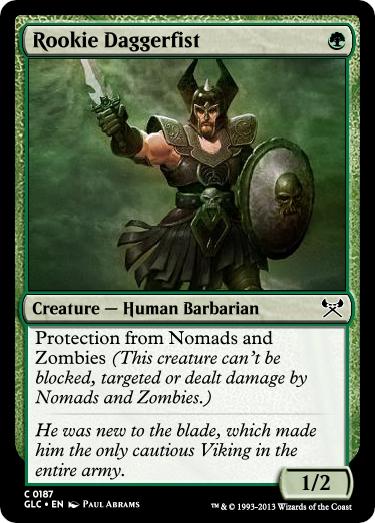 Rookie Daggerfist
Creature — Human Barbarian
Protection from Nomads and
Zombies (This creature can't be
blocked, targeted or dealt damage by
Nomads and Zombies.)
He was new to the blade, which made
him the only cautious Viking in the
entire army.
1/2
C 0187
GLC • EN Paul Abrams
™ & © 1993-2013 Wizards of the Coast